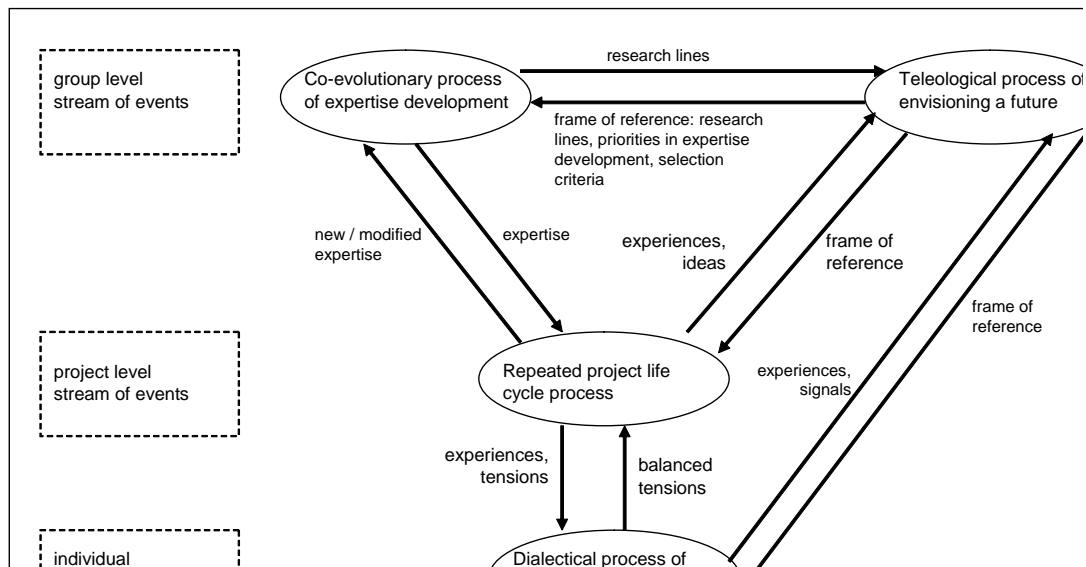 group level
stream of events
Co-evolutionary process
of expertise development
research lines
Teleological process of
envisioning a future
frame of reference: research
lines, priorities in expertise
development, selection
criteria
new / modified
expertise
expertise
experiences,
ideas
frame of
reference
frame of
reference
project level
stream of events
Repeated project life
cycle process
experiences,
signals
experiences,
tensions
balanced
tensions
individual
Dialectical process of